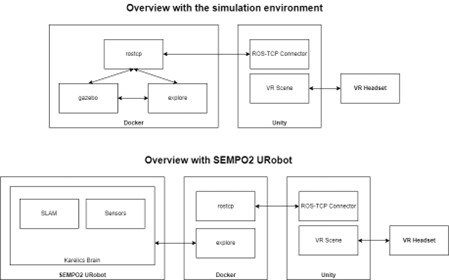 Overview with the simulation environment
rostcp
ROS-TCP Connector
gazebo
explore
VR Scene
VR Headset
Docker
Unity
Overview with SEMPO2 URobot
SLAM
Sensors
rostcp
ROS-TCP Connector
explore
VR Scene
VR Headset
Karelics Brain
SEMPO2 URobot
Docker
Unity